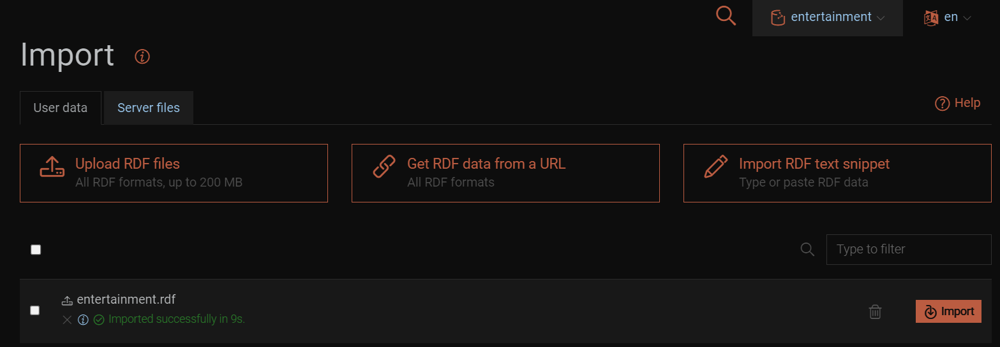 entertainment
en
Import
User data
Server files
Help
Upload RDF files
All RDF formats, up to 200 MB
Get RDF data from a URL
All RDF formats
Import RDF text snippet
Type or paste RDF data
Type to filter
entertainment.rdf
Imported successfully in 9s.
Import